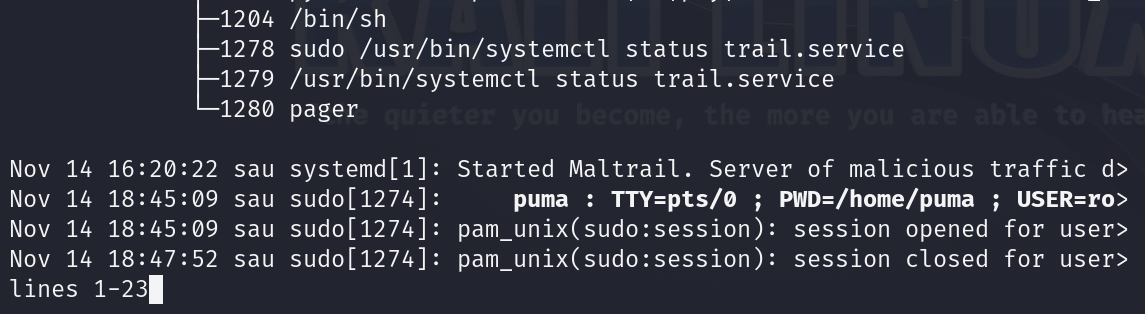 ├─1204 /bin/sh
├─1278 sudo /usr/bin/systemctl status trail.service
├─1279 /usr/bin/systemctl status trail.service
└─1280 pager
the quieter you become, the more you are able to hea
Nov 14 16:20:22 sau systemd[1]: Started Maltrail. Server of malicious traffic d>
Nov 14 18:45:09 sau sudo[1274]:     puma : TTY=pts/0 ; PWD=/home/puma ; USER=ro>
Nov 14 18:45:09 sau sudo[1274]: pam_unix(sudo:session): session opened for user>
Nov 14 18:47:52 sau sudo[1274]: pam_unix(sudo:session): session closed for user>
lines 1-23